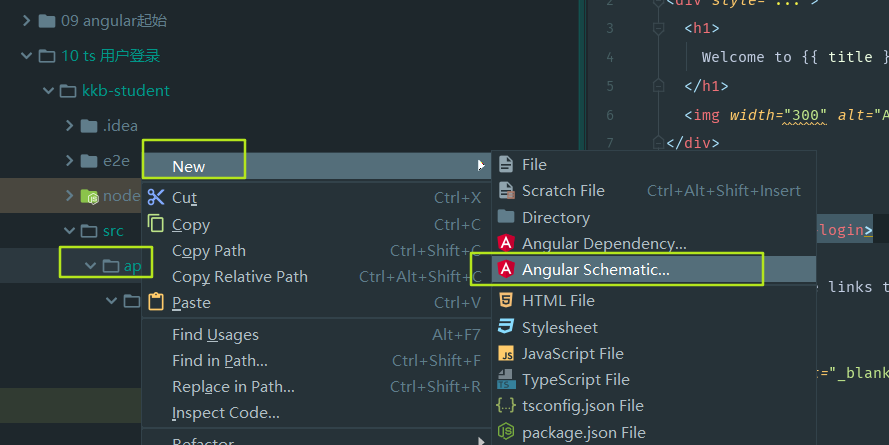 09 angular起始
10 ts 用户登录
kkb-student
.idea
e2e
node
src
ap
New
Cut Ctrl+X
Copy Ctrl+C
Copy Path Ctrl+Shift+C
Copy Relative Path Ctrl+Alt+Shift+C
Paste Ctrl+V
Find Usages Alt+F7
Find in Path... Ctrl+Shift+F
Replace in Path... Ctrl+Shift+R
Inspect Code...
Refactor
File
Scratch File Ctrl+Alt+Shift+Insert
Directory
Angular Dependency...
Angular Schematic...
HTML File
Stylesheet
JavaScript File
TypeScript File
tsconfig.json File
package.json File
2 <div style="...">
3 <h1>
4 Welcome to {{ title }
5 </h1>
6 <img width="300" alt="A
7 </div>
login>
e links t
t="_blank